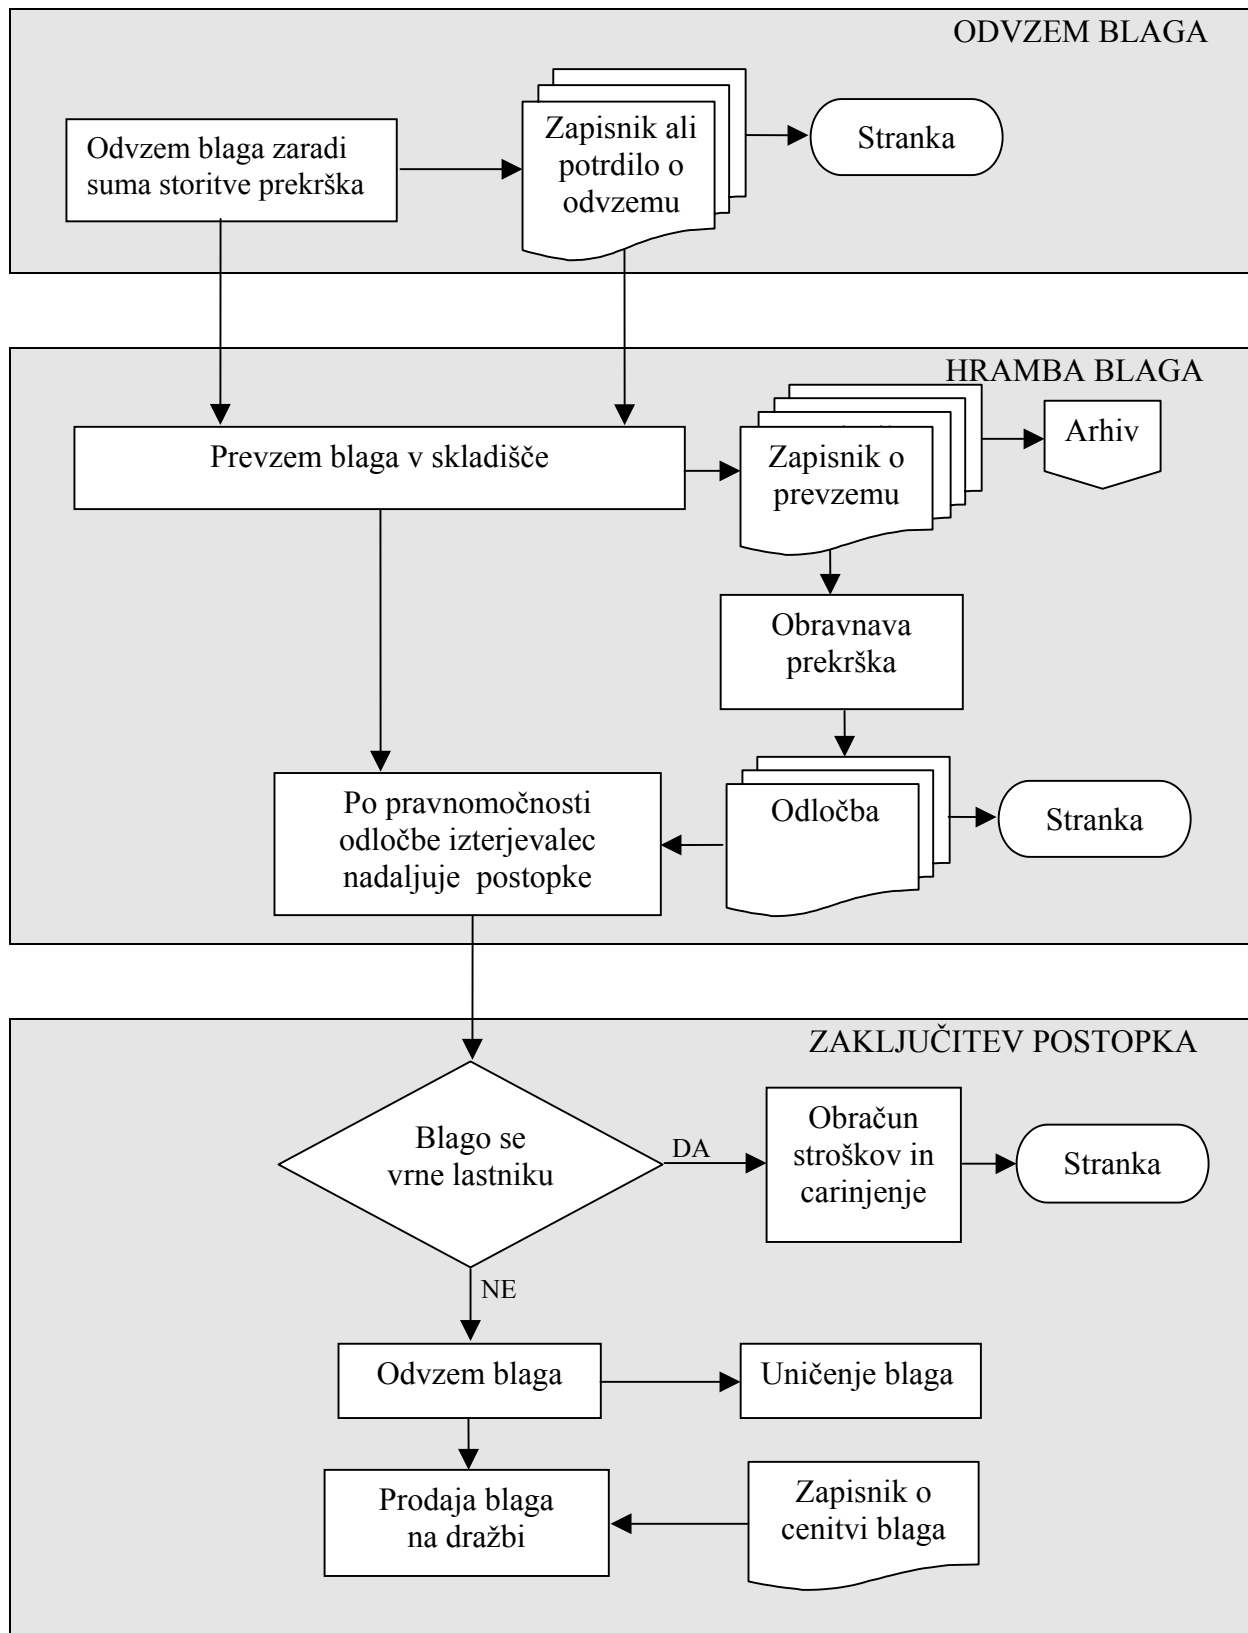 ODVZEM BLAGA
Odvzem blaga zaradi
suma storitve prekrška
Zapisnik ali
potrdilo o
odvzemu
Stranka
HRAMBA BLAGA
Prevzem blaga v skladišče
Zapisnik o
prevzemu
Arhiv
Obravnava
prekrška
Po pravnomočnosti
odločbe izterjevalec
nadaljuje postopke
Odločba
Stranka
ZAKLJUČITEV POSTOPKA
Blago se
vrne lastniku
DA
Obračun
stroškov in
carinjenje
Stranka
NE
Odvzem blaga
Uničenje blaga
Prodaja blaga
na dražbi
Zapisnik o
cenitvi blaga